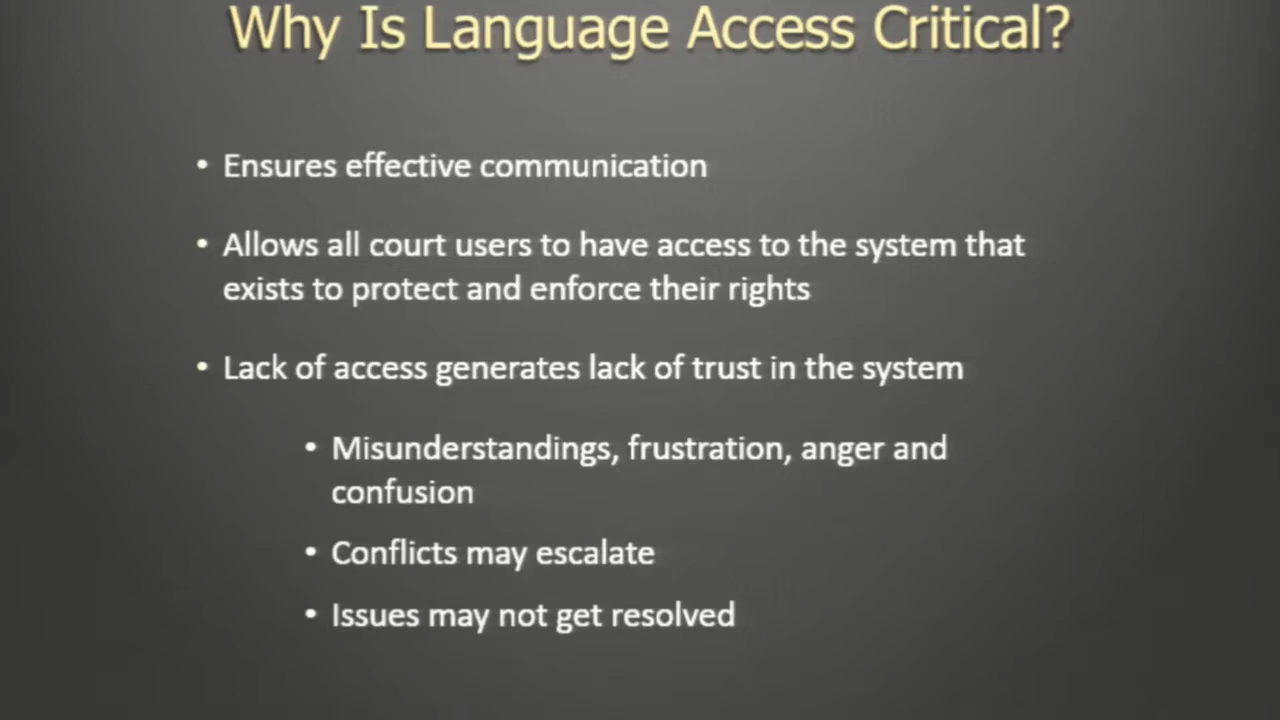 Why Is Language Access Critical?
• Ensures effective communication
• Allows all court users to have access to the system that
exists to protect and enforce their rights
• Lack of access generates lack of trust in the system
• Misunderstandings, frustration, anger and
confusion
• Conflicts may escalate
• Issues may not get resolved